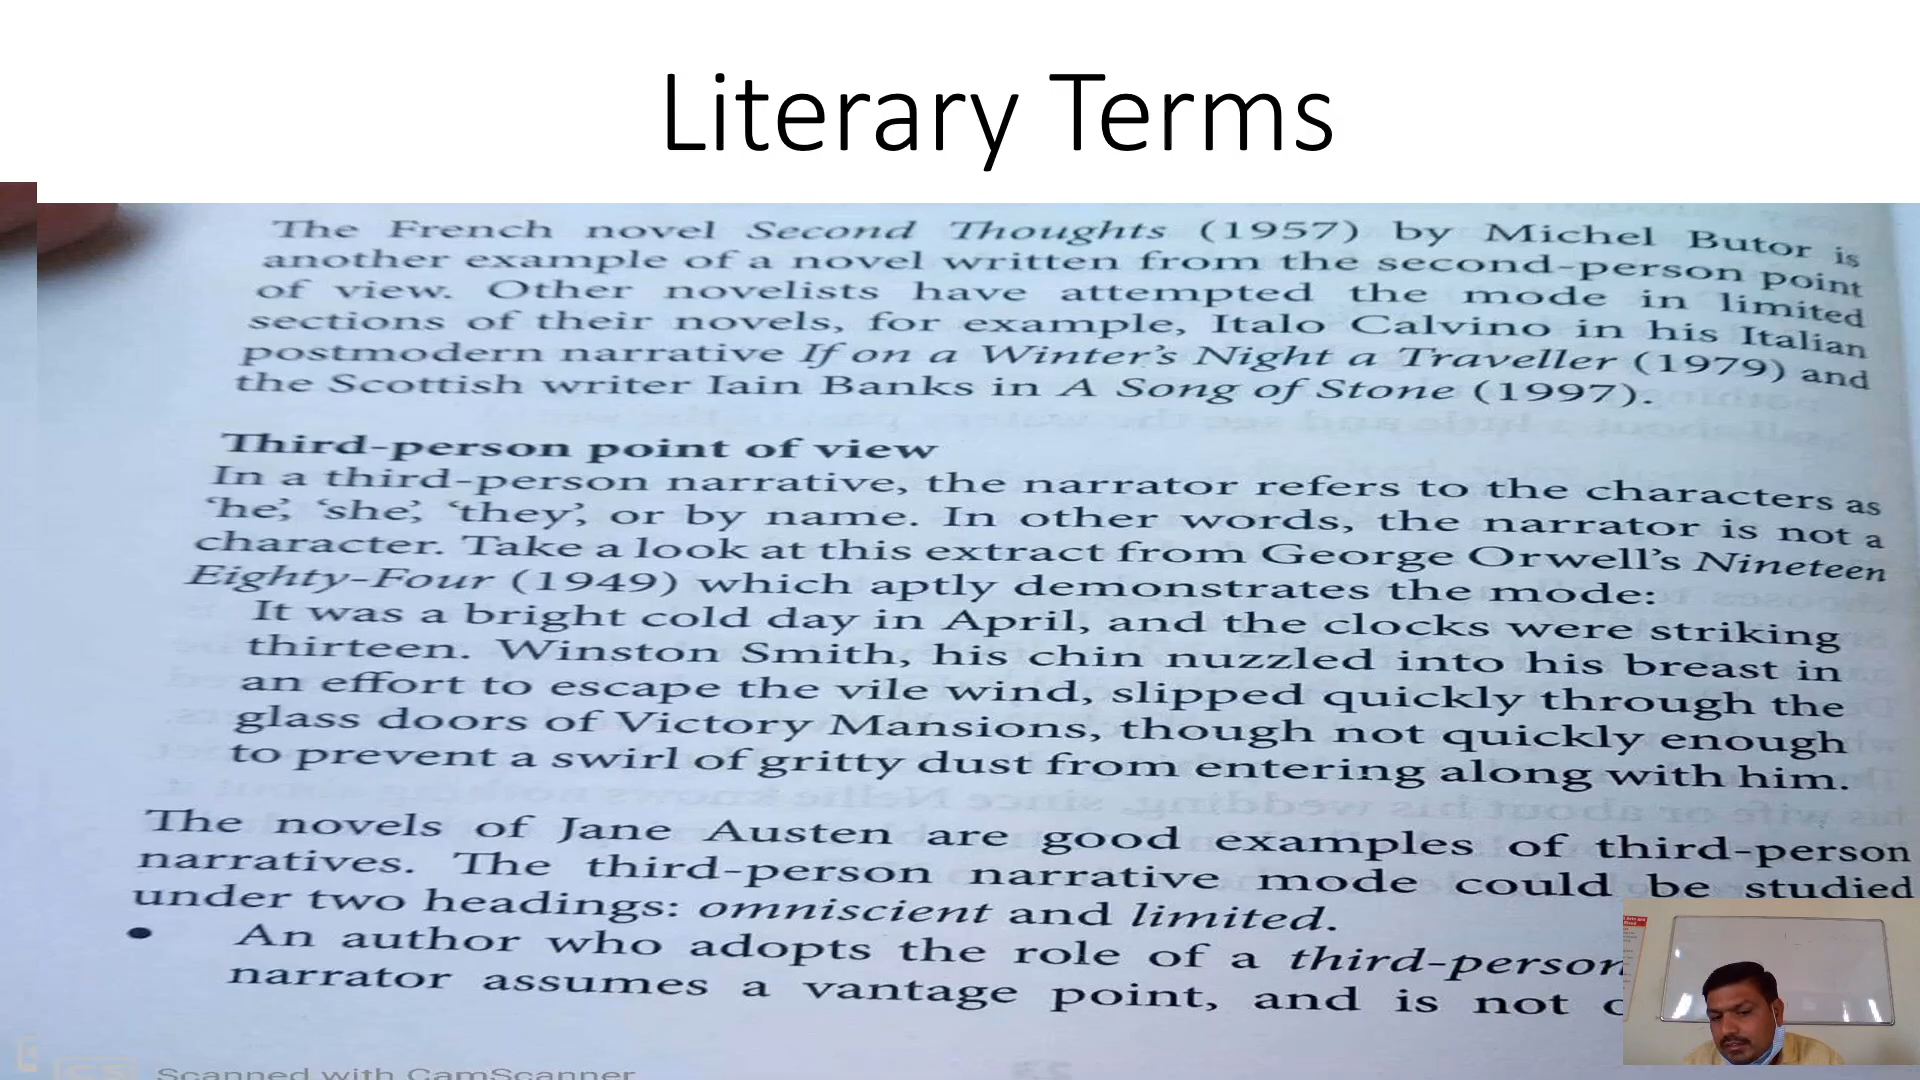 Literary Terms
The French novel Second Thoughts (1957) by Michel Butor is
another example of a novel written from the second-person point
of view. Other novelists have attempted the mode in limited
sections of their novels, for example, Italo Calvino in his Italian
postmodern narrative If on a Winter's Night a Traveller (1979) and
the Scottish writer Iain Banks in A Song of Stone (1997).
Third-person point of view
In a third-person narrative, the narrator refers to the characters as
'he', 'she', 'they', or by name. In other words, the narrator is not a
character. Take a look at this extract from George Orwell's Nineteen
Eighty-Four (1949) which aptly demonstrates the mode:
It was a bright cold day in April, and the clocks were striking
thirteen. Winston Smith, his chin nuzzled into his breast in
an effort to escape the vile wind, slipped quickly through the
glass doors of Victory Mansions, though not quickly enough
to prevent a swirl of gritty dust from entering along with him.
The novels of Jane Austen are good examples of third-person
narratives. The third-person narrative mode could be studied
under two headings: omniscient and limited.
• An author who adopts the role of a third-person
narrator assumes a vantage point, and is not
CS Scanned with CamScanner